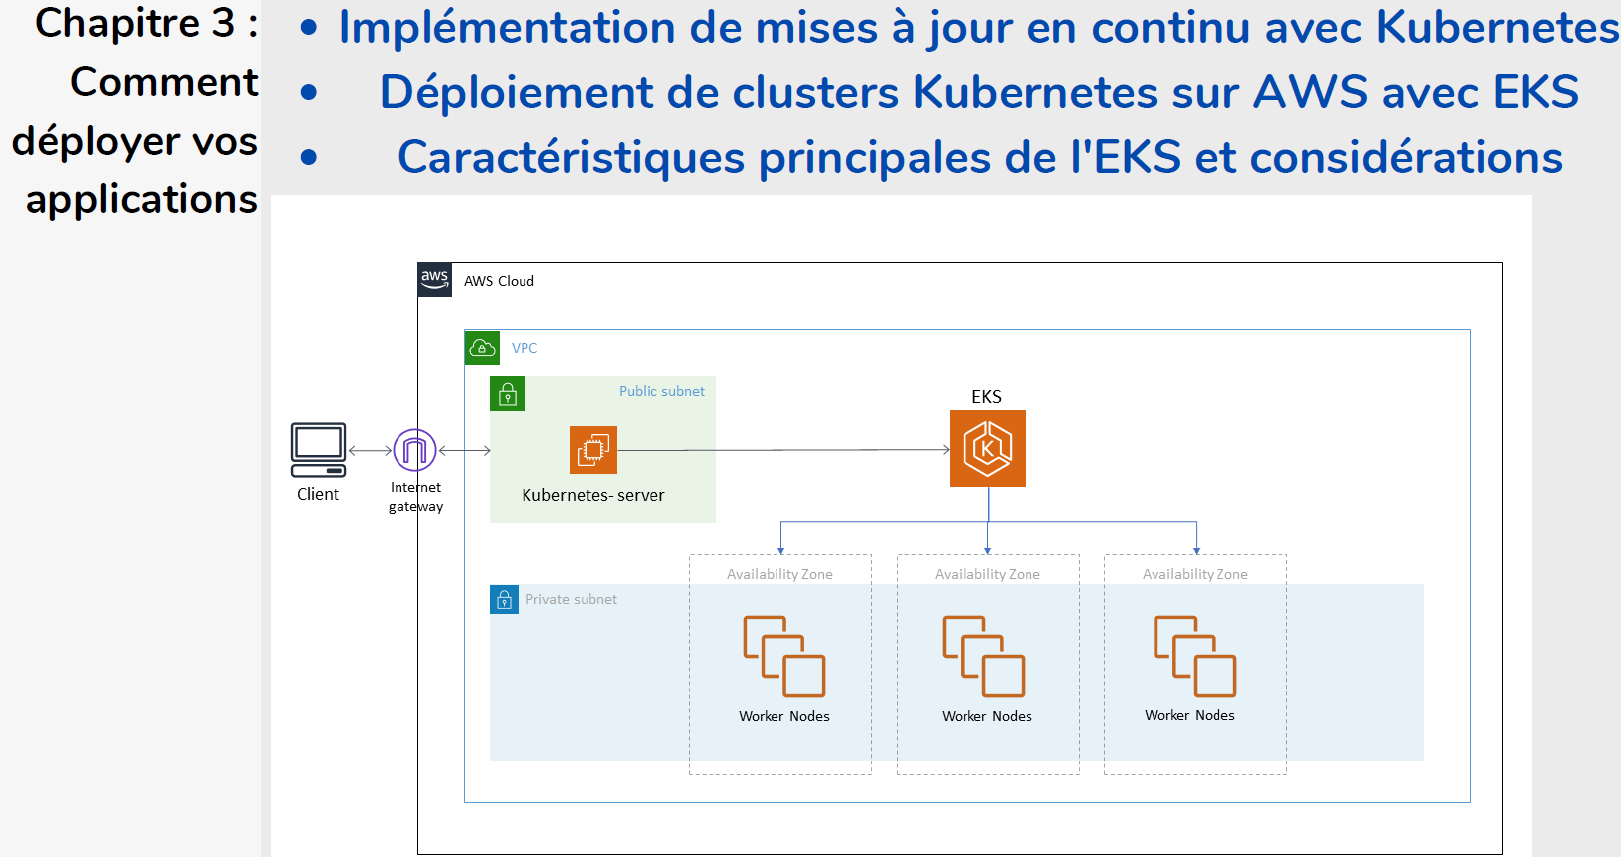 Chapitre 3 :
Comment
déployer vos
applications
• Implémentation de mises à jour en continu avec Kubernetes
• Déploiement de clusters Kubernetes sur AWS avec EKS
• Caractéristiques principales de l'EKS et considérations
aws
AWS Cloud
VPC
Public subnet
EKS
K
Client
Internet
gateway
Kubernetes- server
Availability Zone
Availability Zone
Availability Zone
Private subnet
Worker Nodes
Worker Nodes
Worker Nodes